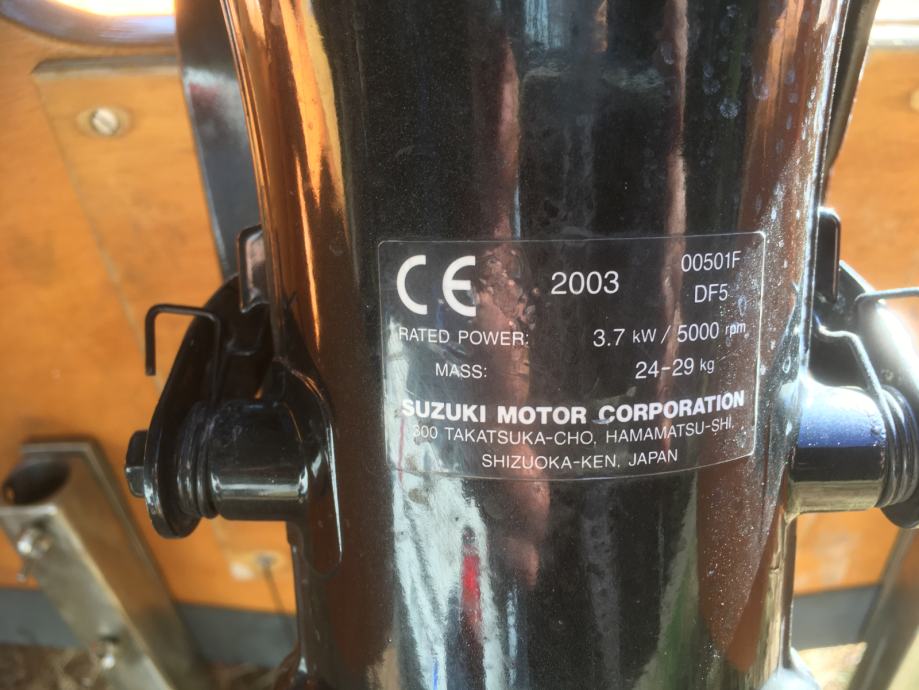 CE 2003 00501F
DF5
RATED POWER: 3.7 kW / 5000 rpm
MASS: 24-29 kg
SUZUKI MOTOR CORPORATION
300 TAKATSUKA-CHO, HAMAMATSU-SHI,
SHIZUOKA-KEN, JAPAN